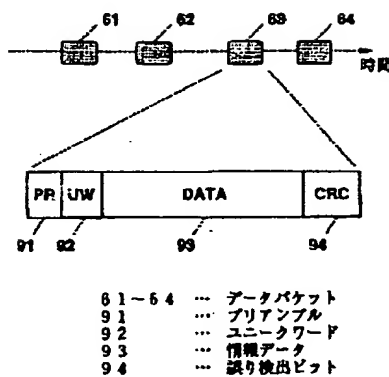 61 62 63 64
時間
PR UW DATA CRC
91 92 93 94
61~64 … データパケット
91 … プリアンブル
92 … ユニークワード
93 … 情報データ
94 … 誤り検出ビット